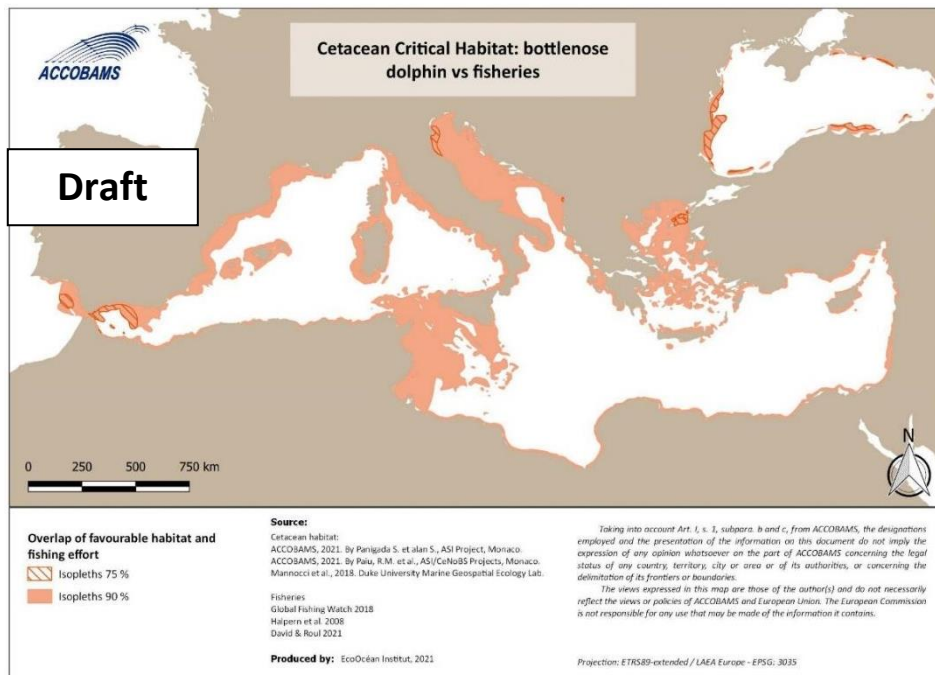 ACCOBAMS
Cetacean Critical Habitat: bottlenose
dolphin vs fisheries
Draft
N
0 250 500 750 km
Overlap of favourable habitat and
fishing effort
Isopleths 75 %
Isopleths 90 %
Source:
Cetacean habitat:
ACCOBAMS, 2021. By Panigada S. et alan S., ASI Project, Monaco.
ACCOBAMS, 2021. By Paiu, R.M. et al., ASI/CeNoBS Projects, Monaco.
Mannocci et al., 2018. Duke University Marine Geospatial Ecology Lab.
Fisheries
Global Fishing Watch 2018
Halpern et al. 2008
David & Roul 2021
Produced by: EcoOcéan Institut, 2021
Taking into account Art. I, s. 1, subpara. b and c, from ACCOBAMS, the designations
employed and the presentation of the information on this document do not imply the
expression of any opinion whatsoever on the part of ACCOBAMS concerning the legal
status of any country, territory, city or area or of its authorities, or concerning the
delimitation of its frontiers or boundaries.
The views expressed in this map are those of the author(s) and do not necessarily
reflect the views or policies of ACCOBAMS and European Union. The European Commission
is not responsible for any use that may be made of the information it contains.
Projection: ETRS89-extended / LAEA Europe - EPSG: 3035